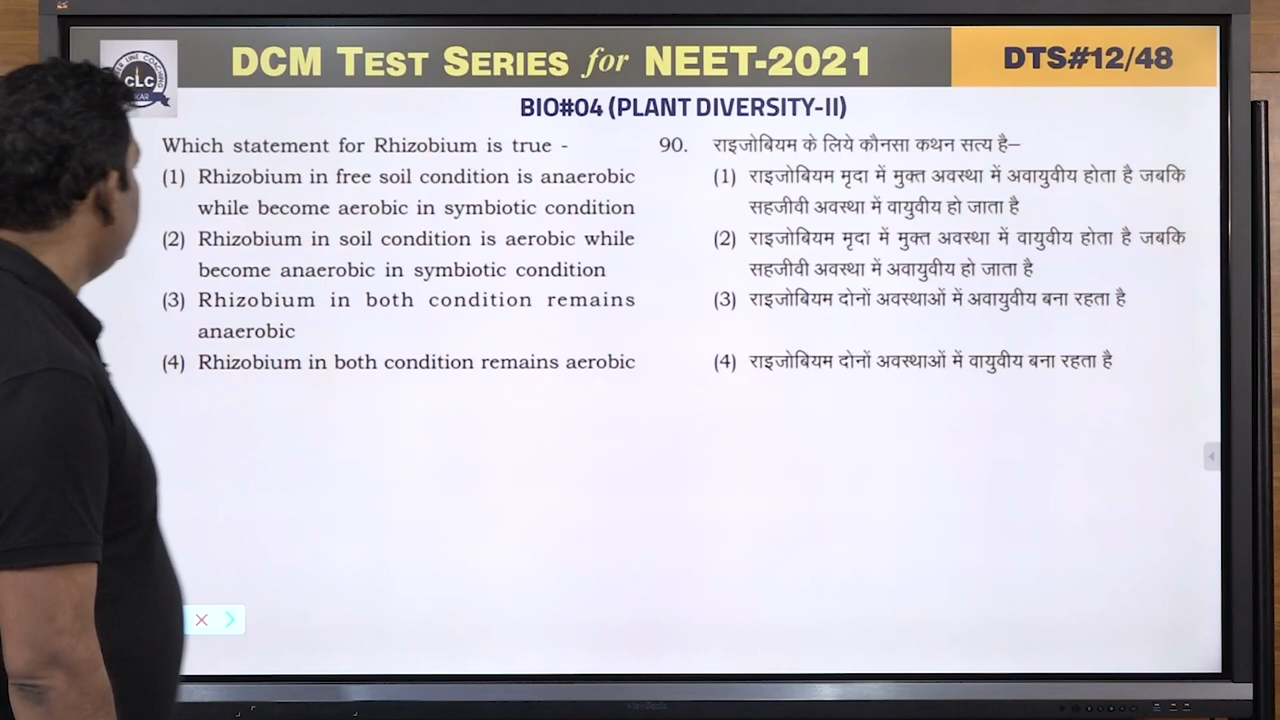 DCM TEST SERIES for NEET-2021
DTS#12/48
CLC
BIO#04 (PLANT DIVERSITY-II)
Which statement for Rhizobium is true -
(1) Rhizobium in free soil condition is anaerobic
while become aerobic in symbiotic condition
(2) Rhizobium in soil condition is aerobic while
become anaerobic in symbiotic condition
(3) Rhizobium in both condition remains
anaerobic
(4) Rhizobium in both condition remains aerobic
90. राइजोबियम के लिये कौनसा कथन सत्य है–
(1) राइजोबियम मृदा में मुक्त अवस्था में अवायुवीय होता है जबकि
सहजीवी अवस्था में वायुवीय हो जाता है
(2) राइजोबियम मृदा में मुक्त अवस्था में वायुवीय होता है जबकि
सहजीवी अवस्था में अवायुवीय हो जाता है
(3) राइजोबियम दोनों अवस्थाओं में अवायुवीय बना रहता है
(4) राइजोबियम दोनों अवस्थाओं में वायुवीय बना रहता है
ViewSonic